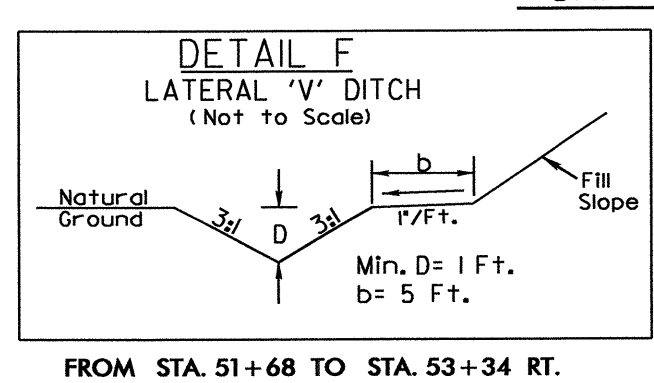 DETAIL F
LATERAL 'V' DITCH
(Not to Scale)
b
Natural
Ground
3:1
D
3:1
1"/Ft.
Fill
Slope
Min. D= 1 Ft.
b= 5 Ft.
FROM STA. 51+68 TO STA. 53+34 RT.